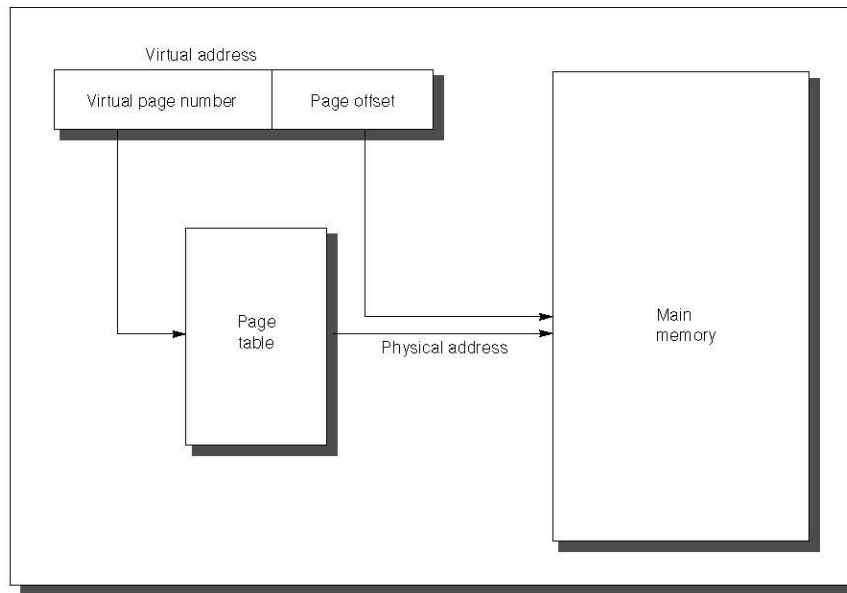 Virtual address
Virtual page number
Page offset
Page
table
Physical address
Main
memory